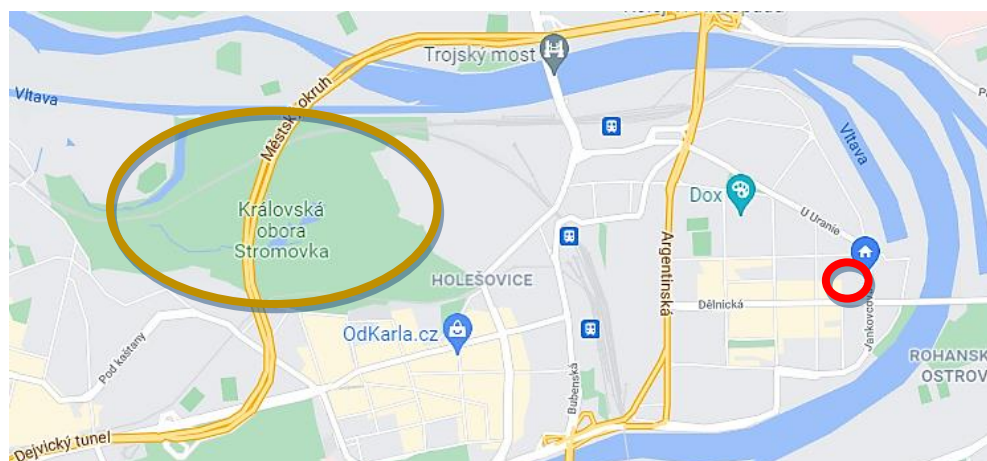 Trojský most
Vltava
Městský okruh
Vltava
Dox
U Uranie
Královská
obora
Stromovka
Argentinská
HOLEŠOVICE
Dělnická
Jankovcova
OdKarla.cz
Pod kaštany
Bubenská
ROHANSK
OSTROV
Dejvický tunel